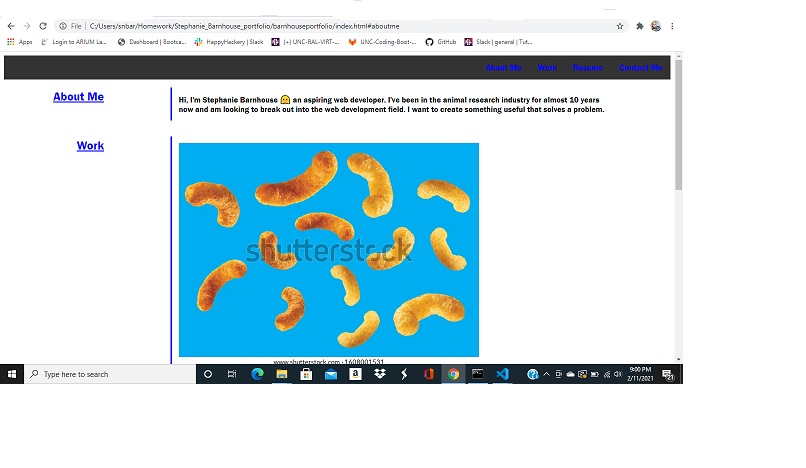 File C:/Users/snbar/Homework/Stephanie_Barnhouse_portfolio/barnhouseportfolio/index.html#aboutme
Apps Login to ARIUM La... Dashboard | Bootca... HappyHackery | Slack (+) UNC-RAL-VIRT-... UNC-Coding-Boot-... GitHub Slack | general | Tut...
About Me Work Resume Contact Me
About Me
Hi, I'm Stephanie Barnhouse an aspiring web developer. I've been in the animal research industry for almost 10 years
now and am looking to break out into the web development field. I want to create something useful that solves a problem.
Work
shutterstock
www.shutterstock.com · 1608001531
Type here to search
9:00 PM
2/11/2021